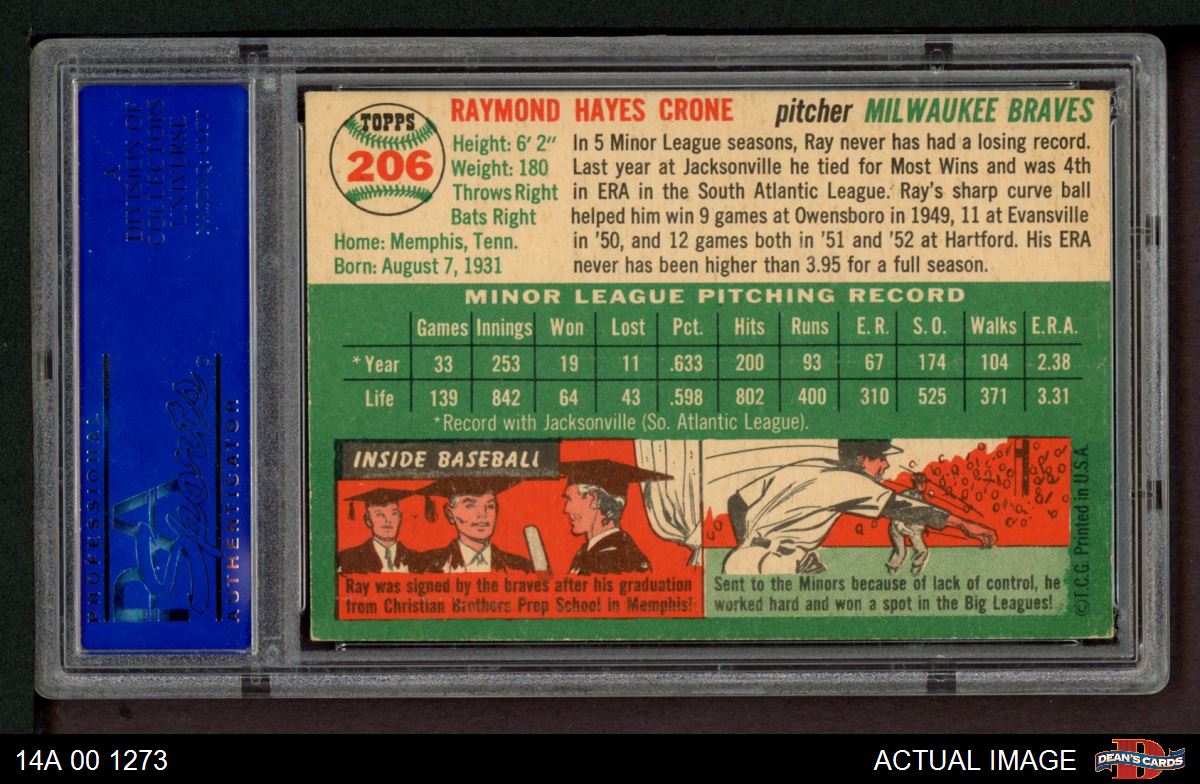 A
DIVISION OF
COLLECTORS
UNIVERSE
NASDAQ: CLCT
PROFESSIONAL
PSA
Sports
AUTHENTICATOR
TOPPS
206
RAYMOND HAYES CRONE
pitcher MILWAUKEE BRAVES
Height: 6' 2"
Weight: 180
Throws Right
Bats Right
Home: Memphis, Tenn.
Born: August 7, 1931
In 5 Minor League seasons, Ray never has had a losing record.
Last year at Jacksonville he tied for Most Wins and was 4th
in ERA in the South Atlantic League. Ray's sharp curve ball
helped him win 9 games at Owensboro in 1949, 11 at Evansville
in '50, and 12 games both in '51 and '52 at Hartford. His ERA
never has been higher than 3.95 for a full season.
MINOR LEAGUE PITCHING RECORD
Games Innings Won Lost Pct. Hits Runs E.R. S.O. Walks E.R.A.
*Year 33 253 19 11 .633 200 93 67 174 104 2.38
Life 139 842 64 43 .598 802 400 310 525 371 3.31
*Record with Jacksonville (So. Atlantic League).
INSIDE BASEBALL
Ray was signed by the braves after his graduation
from Christian Brothers Prep School in Memphis!
Sent to the Minors because of lack of control, he
worked hard and won a spot in the Big Leagues!
©T.C.G. Printed in U.S.A.
14A 00 1273
ACTUAL IMAGE
D
DEAN'S CARDS